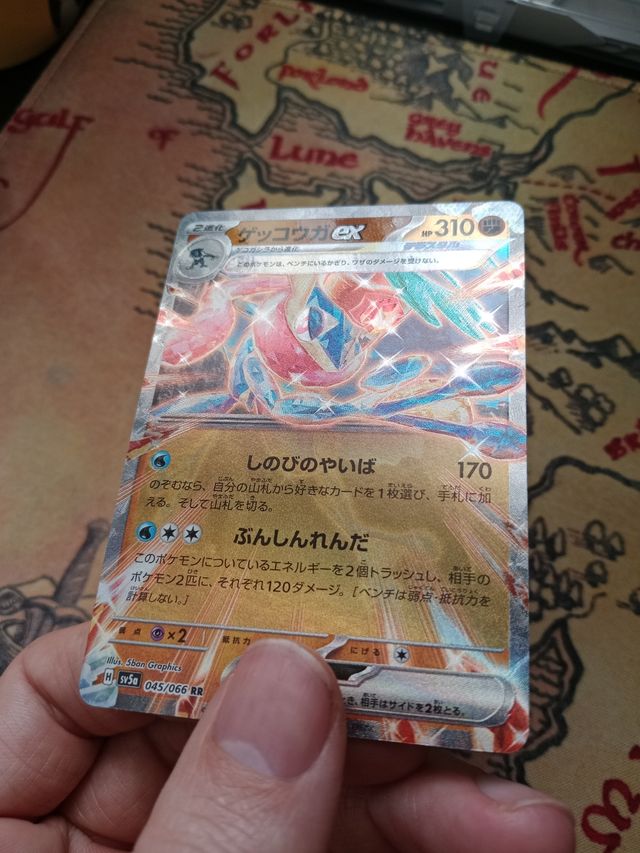 FORLI
Forlond
grey
havens
gulf
of
Lune
2進化
ゲッコウガex
HP 310
ゲコガシラから進化
テラスタル
このポケモンは、ベンチにいるかぎり、ワザのダメージを受けない。
しのびのやいば 170
のぞむなら、自分の山札から好きなカードを1枚選び、手札に加
える。そして山札を切る。
ぶんしんれんだ
このポケモンについているエネルギーを2個トラッシュし、相手の
ポケモン2匹に、それぞれ120ダメージ。[ベンチは弱点・抵抗力を
計算しない。]
弱点 ×2 抵抗力 にげる
Illus. 5ban Graphics
H sv5a 045/066 RR
き、相手はサイドを2枚とる。